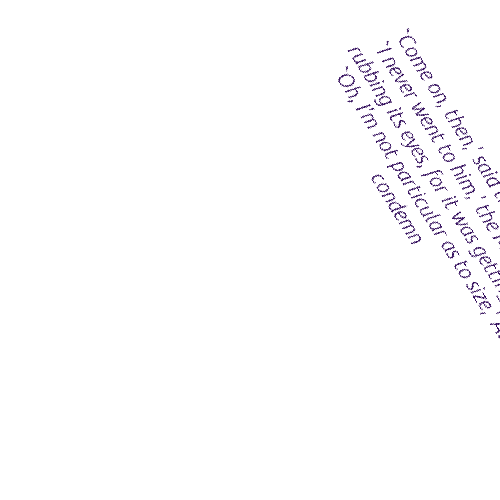 `Come on, then,' said
`I never went to him,' the
rubbing its eyes, for it was
`Oh, I'm not particular as to size,'
condemn